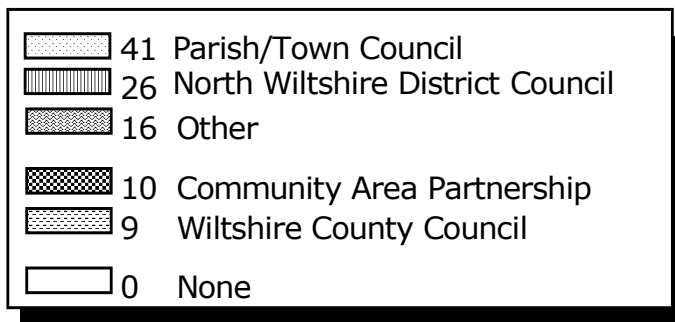 41 Parish/Town Council
26 North Wiltshire District Council
16 Other
10 Community Area Partnership
9 Wiltshire County Council
0 None